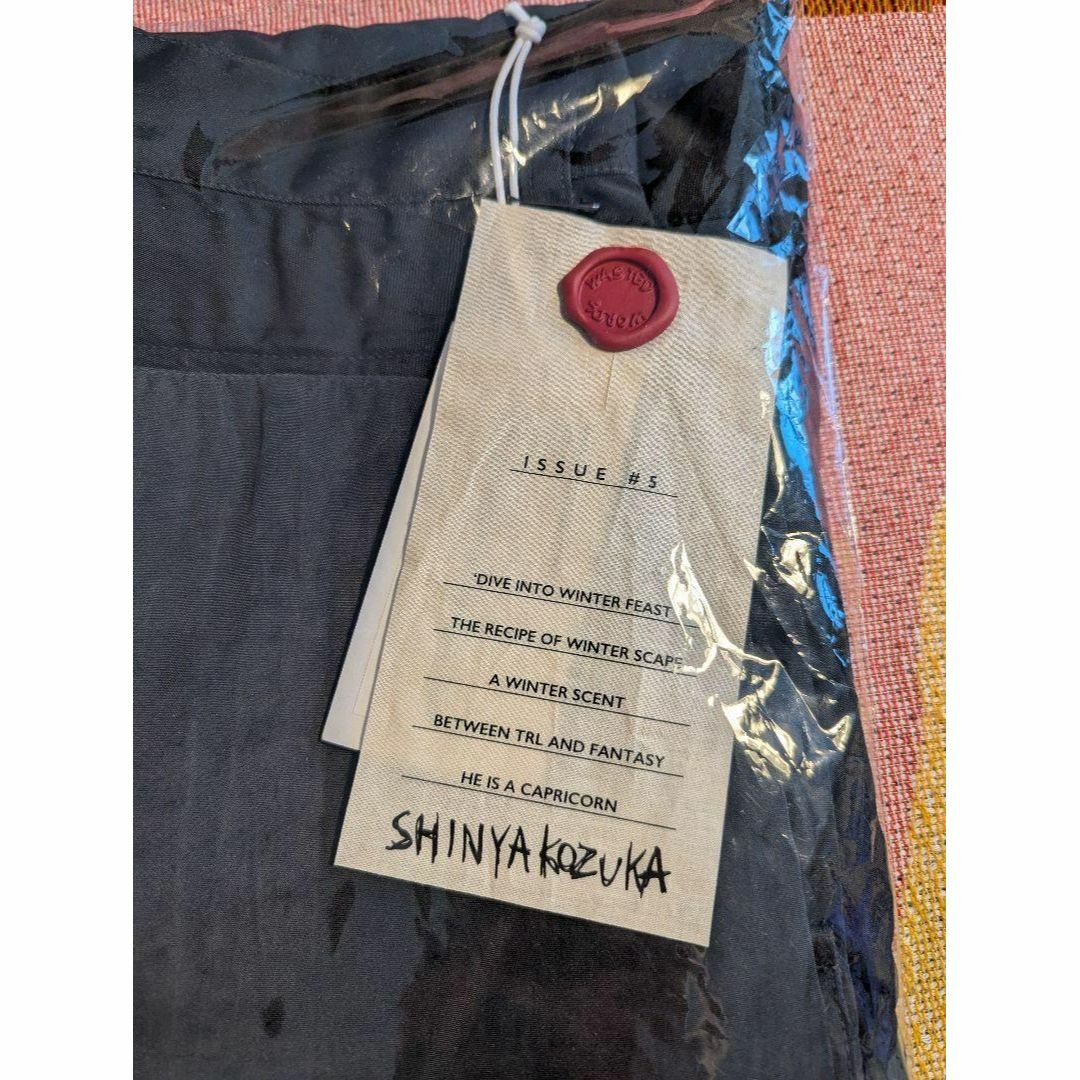 WASTED
WORDS
ISSUE #5
'DIVE INTO WINTER FEAST
THE RECIPE OF WINTER SCAPE
A WINTER SCENT
BETWEEN TRL AND FANTASY
HE IS A CAPRICORN
SHINYAKOZUKA